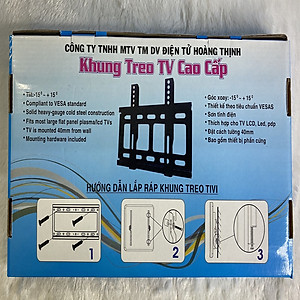 CÔNG TY TNHH MTV TM DV ĐIỆN TỬ HOÀNG THỊNH
Khung Treo TV Cao Cấp
- Tilt -15° ~ +15°
- Compliant to VESA standard
- Solid heavy-gauge cold steel construction
- Fits most large flat panel plasma/lcd TVs
- TV is mounted 40mm from wall
- Mounting hardware included
- Góc xoay: -15° ~ + 15°
- Thiết kế theo tiêu chuẩn VESAS
- Sơn tĩnh điện
- Thích hợp cho TV LCD, Led, pdp
- Đặt cách tường 40mm
- Bao gồm thiết bị phần cứng
HƯỚNG DẪN LẮP RÁP KHUNG TREO TIVI
1
2
3